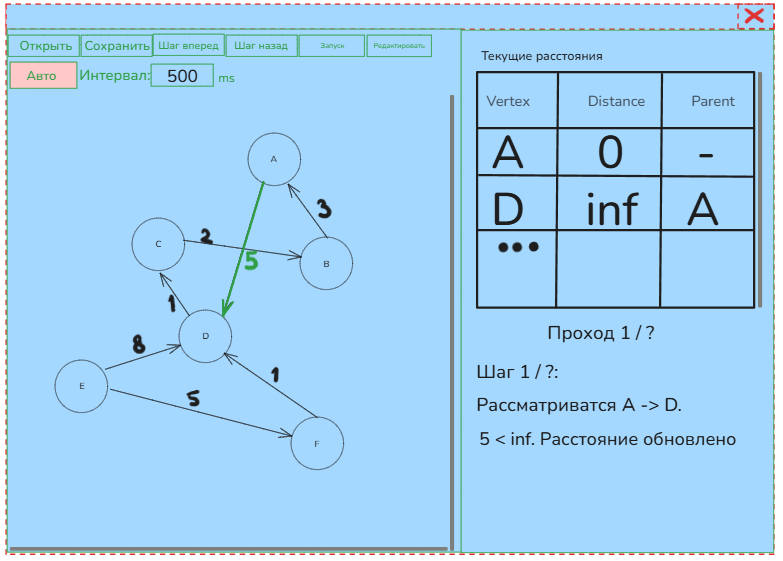 Открыть Сохранить Шаг вперед Шаг назад Запуск Редактировать
Авто Интервал: 500 ms
A
3
C
2
B
5
1
D
8
E
5
1
F
Текущие расстояния
Vertex Distance Parent
A 0 -
D inf A
•••
Проход 1 / ?
Шаг 1 / ?:
Рассматриватся A -> D.
5 < inf. Расстояние обновлено